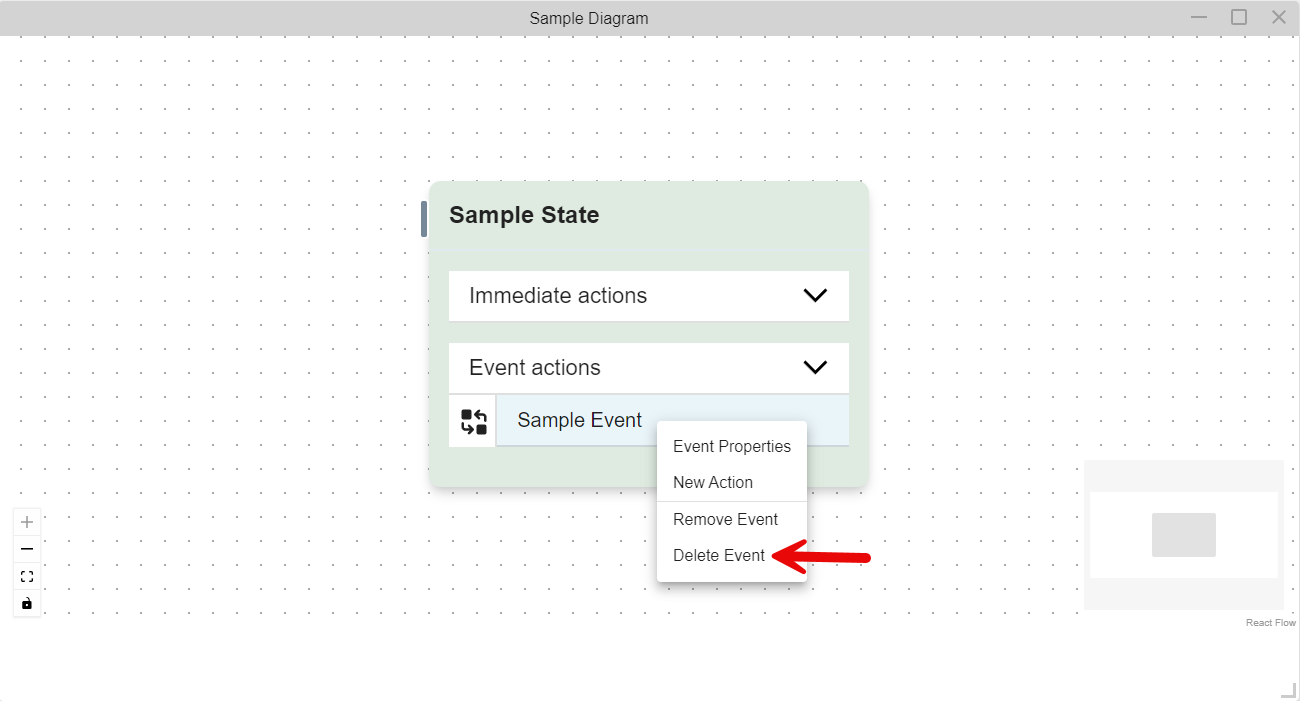 Sample Diagram
Sample State
Immediate actions
Event actions
Sample Event
Event Properties
New Action
Remove Event
Delete Event
React Flow